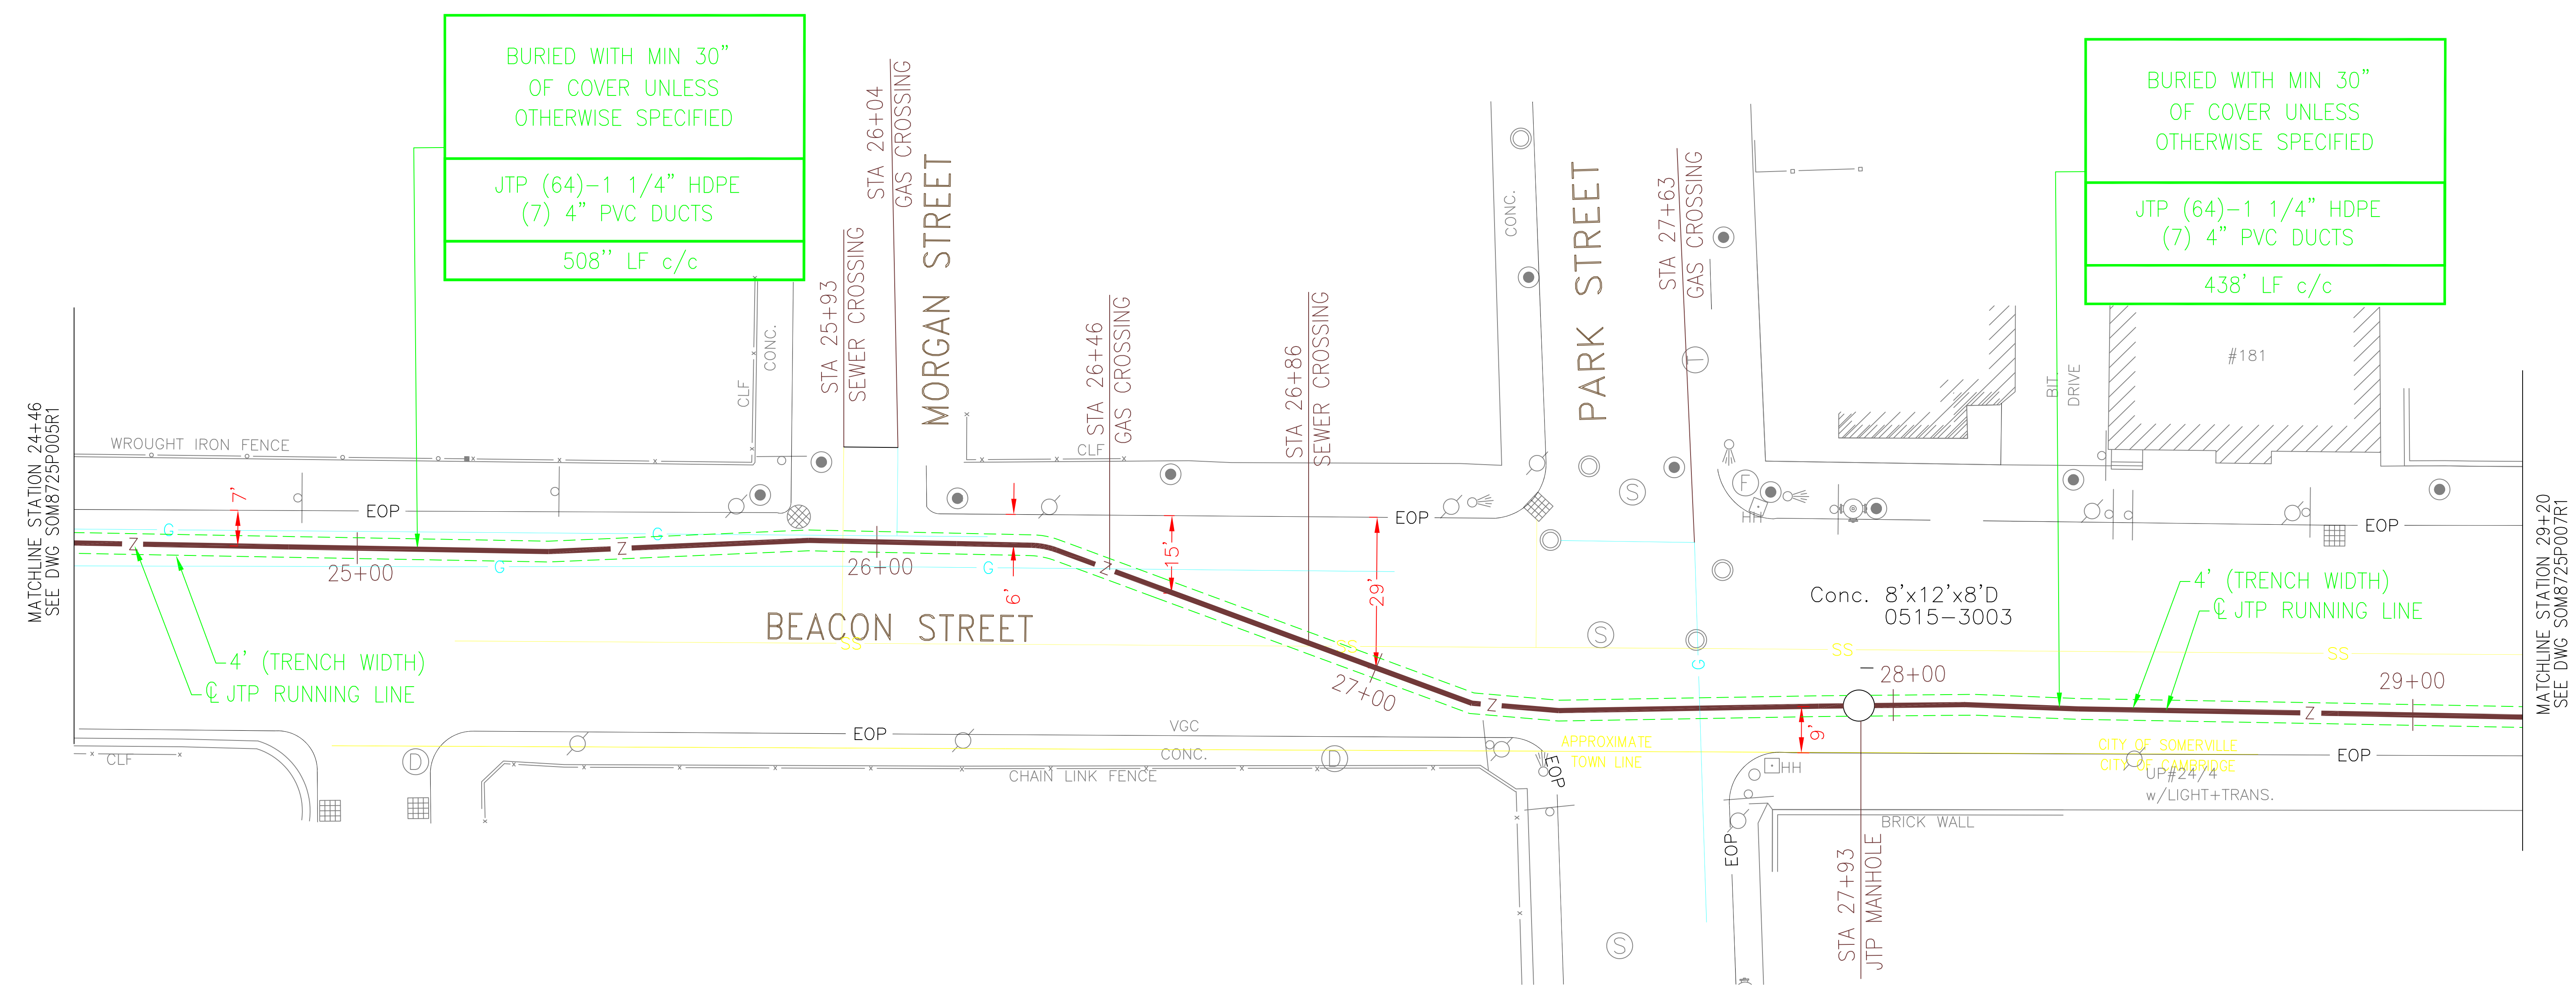 BURIED WITH MIN 30"
OF COVER UNLESS
OTHERWISE SPECIFIED
JTP (64)-1 1/4" HDPE
(7) 4" PVC DUCTS
508'' LF c/c
BURIED WITH MIN 30"
OF COVER UNLESS
OTHERWISE SPECIFIED
JTP (64)-1 1/4" HDPE
(7) 4" PVC DUCTS
438' LF c/c
MATCHLINE STATION 24+46
SEE DWG SOM8725P005R1
WROUGHT IRON FENCE
CLF
CONC.
STA 25+93
SEWER CROSSING
STA 26+04
GAS CROSSING
MORGAN STREET
STA 26+46
GAS CROSSING
CLF
STA 26+86
SEWER CROSSING
CONC.
PARK STREET
STA 27+63
GAS CROSSING
T
S
F
HH
BIT.
DRIVE
#181
7'
EOP
EOP
EOP
G
G
G
G
Z
Z
Z
25+00
26+00
6'
15'
29'
BEACON STREET
SS
SS
SS
SS
27+00
S
Conc. 8'x12'x8'D
0515-3003
28+00
29+00
4' (TRENCH WIDTH)
℄ JTP RUNNING LINE
4' (TRENCH WIDTH)
℄ JTP RUNNING LINE
Z
Z
9'
G
CLF
D
EOP
VGC
CONC.
CHAIN LINK FENCE
D
EOP
APPROXIMATE
TOWN LINE
HH
CITY OF SOMERVILLE
CITY OF CAMBRIDGE
UP#24/4
w/LIGHT+TRANS.
EOP
BRICK WALL
EOP
S
STA 27+93
JTP MANHOLE
MATCHLINE STATION 29+20
SEE DWG SOM8725P007R1